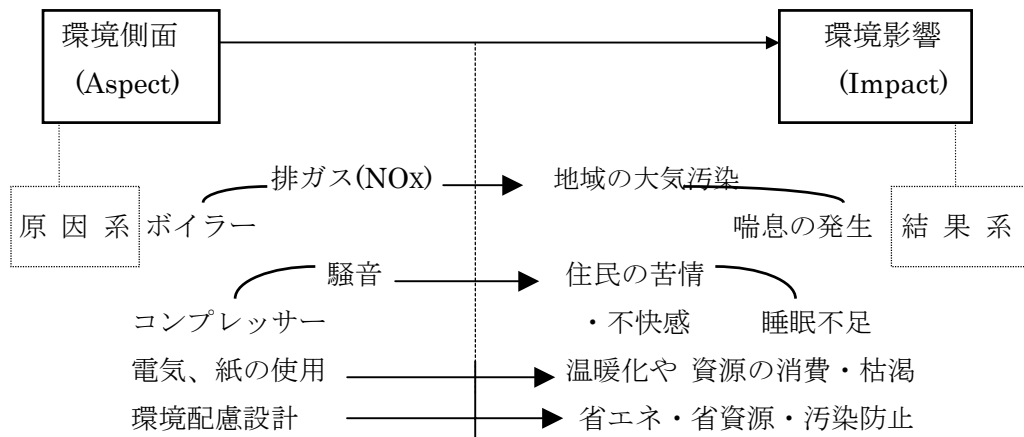 環境側面
(Aspect)
環境影響
(Impact)
排ガス(NOx)
地域の大気汚染
原 因 系
ボイラー
喘息の発生
結 果 系
騒音
住民の苦情
コンプレッサー
・不快感
睡眠不足
電気、紙の使用
温暖化や 資源の消費・枯渇
環境配慮設計
省エネ・省資源・汚染防止